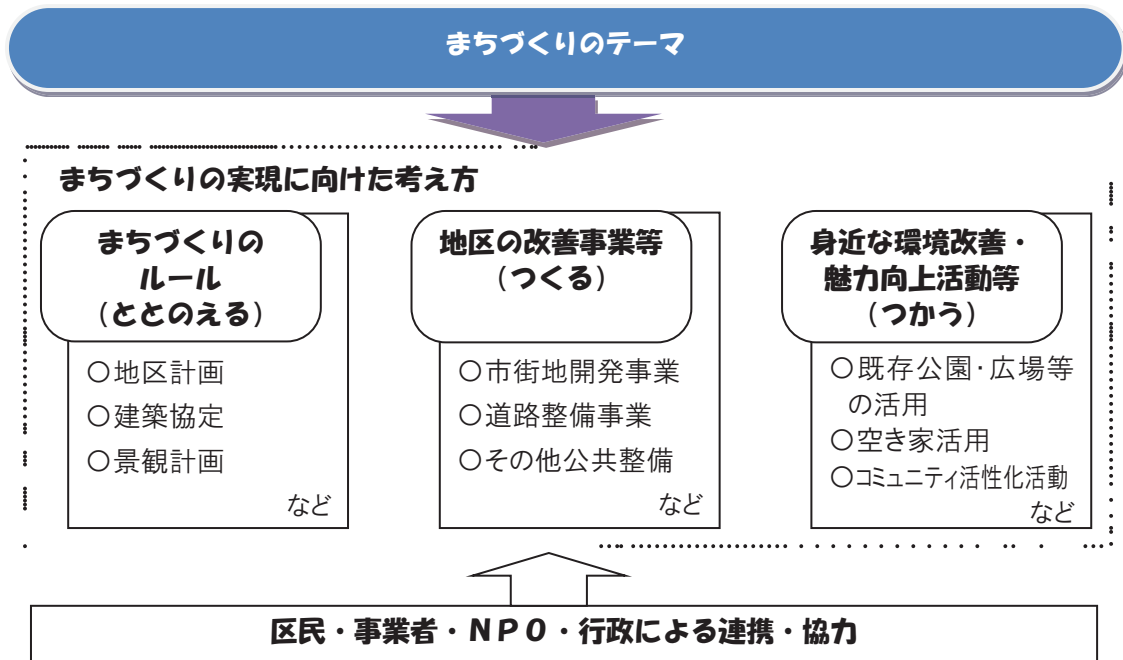 まちづくりのテーマ
まちづくりの実現に向けた考え方
まちづくりの
ルール
(ととのえる)
○地区計画
○建築協定
○景観計画
など
地区の改善事業等
(つくる)
○市街地開発事業
○道路整備事業
○その他公共整備
など
身近な環境改善・
魅力向上活動等
(つかう)
○既存公園・広場等
の活用
○空き家活用
○コミュニティ活性化活動
など
区民・事業者・NPO・行政による連携・協力